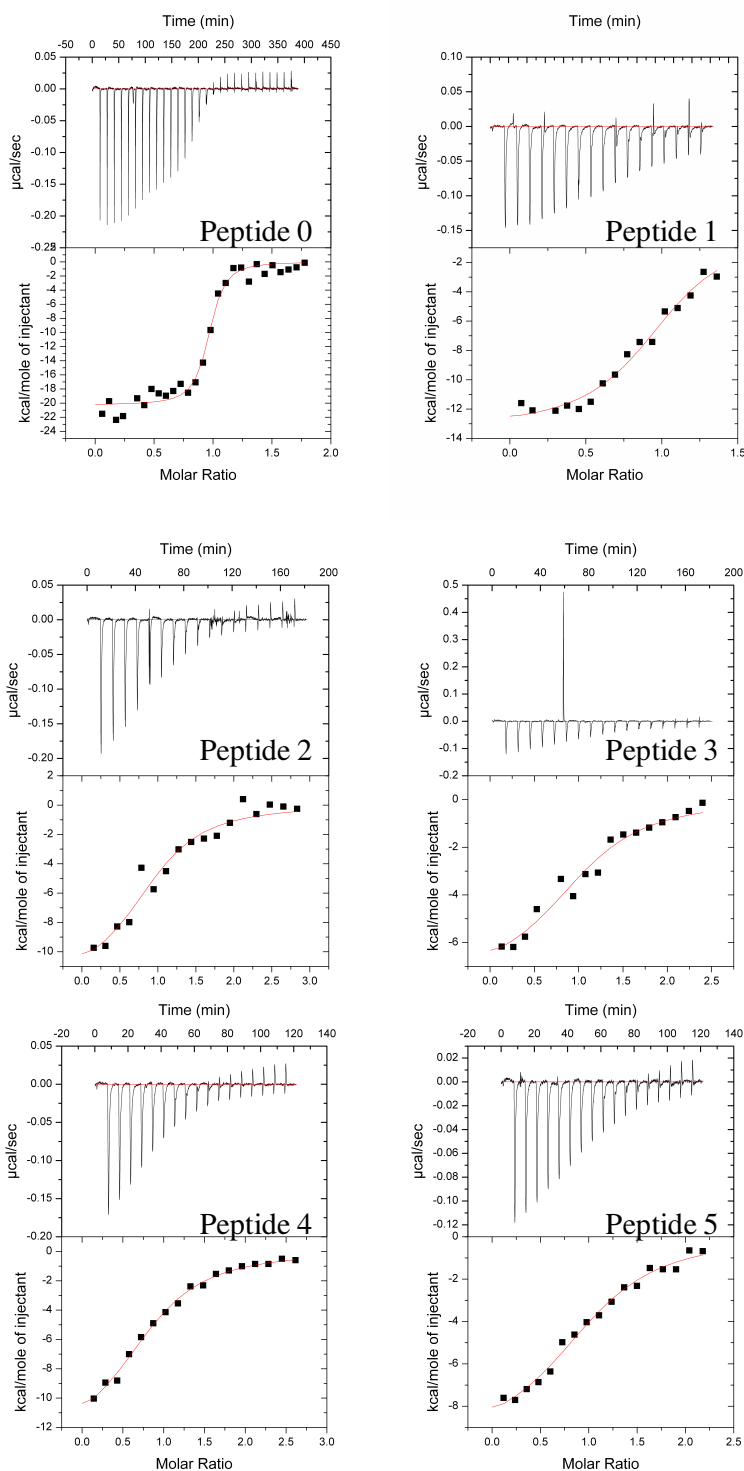 Time (min)
-50 0 50 100 150 200 250 300 350 400 450
0.05
0.00
-0.05
-0.10
-0.15
-0.20
µcal/sec
Peptide 0
0
-2
-4
-6
-8
-10
-12
-14
-16
-18
-20
-22
-24
kcal/mole of injectant
0.0 0.5 1.0 1.5 2.0
Molar Ratio
Time (min)
0.10
0.05
0.00
-0.05
-0.10
-0.15
µcal/sec
Peptide 1
-2
-4
-6
-8
-10
-12
-14
kcal/mole of injectant
0.0 0.5 1.0 1.5
Molar Ratio
Time (min)
0 40 80 120 160 200
0.05
0.00
-0.05
-0.10
-0.15
-0.20
µcal/sec
Peptide 2
2
0
-2
-4
-6
-8
-10
kcal/mole of injectant
0.0 0.5 1.0 1.5 2.0 2.5 3.0
Molar Ratio
Time (min)
0 40 80 120 160 200
0.5
0.4
0.3
0.2
0.1
0.0
-0.1
-0.2
µcal/sec
Peptide 3
0
-2
-4
-6
kcal/mole of injectant
0.0 0.5 1.0 1.5 2.0 2.5
Molar Ratio
Time (min)
-20 0 20 40 60 80 100 120 140
0.05
0.00
-0.05
-0.10
-0.15
-0.20
µcal/sec
Peptide 4
0
-2
-4
-6
-8
-10
-12
kcal/mole of injectant
0.0 0.5 1.0 1.5 2.0 2.5 3.0
Molar Ratio
Time (min)
-20 0 20 40 60 80 100 120 140
0.02
0.00
-0.02
-0.04
-0.06
-0.08
-0.10
-0.12
µcal/sec
Peptide 5
0
-2
-4
-6
-8
kcal/mole of injectant
0.0 0.5 1.0 1.5 2.0
Molar Ratio